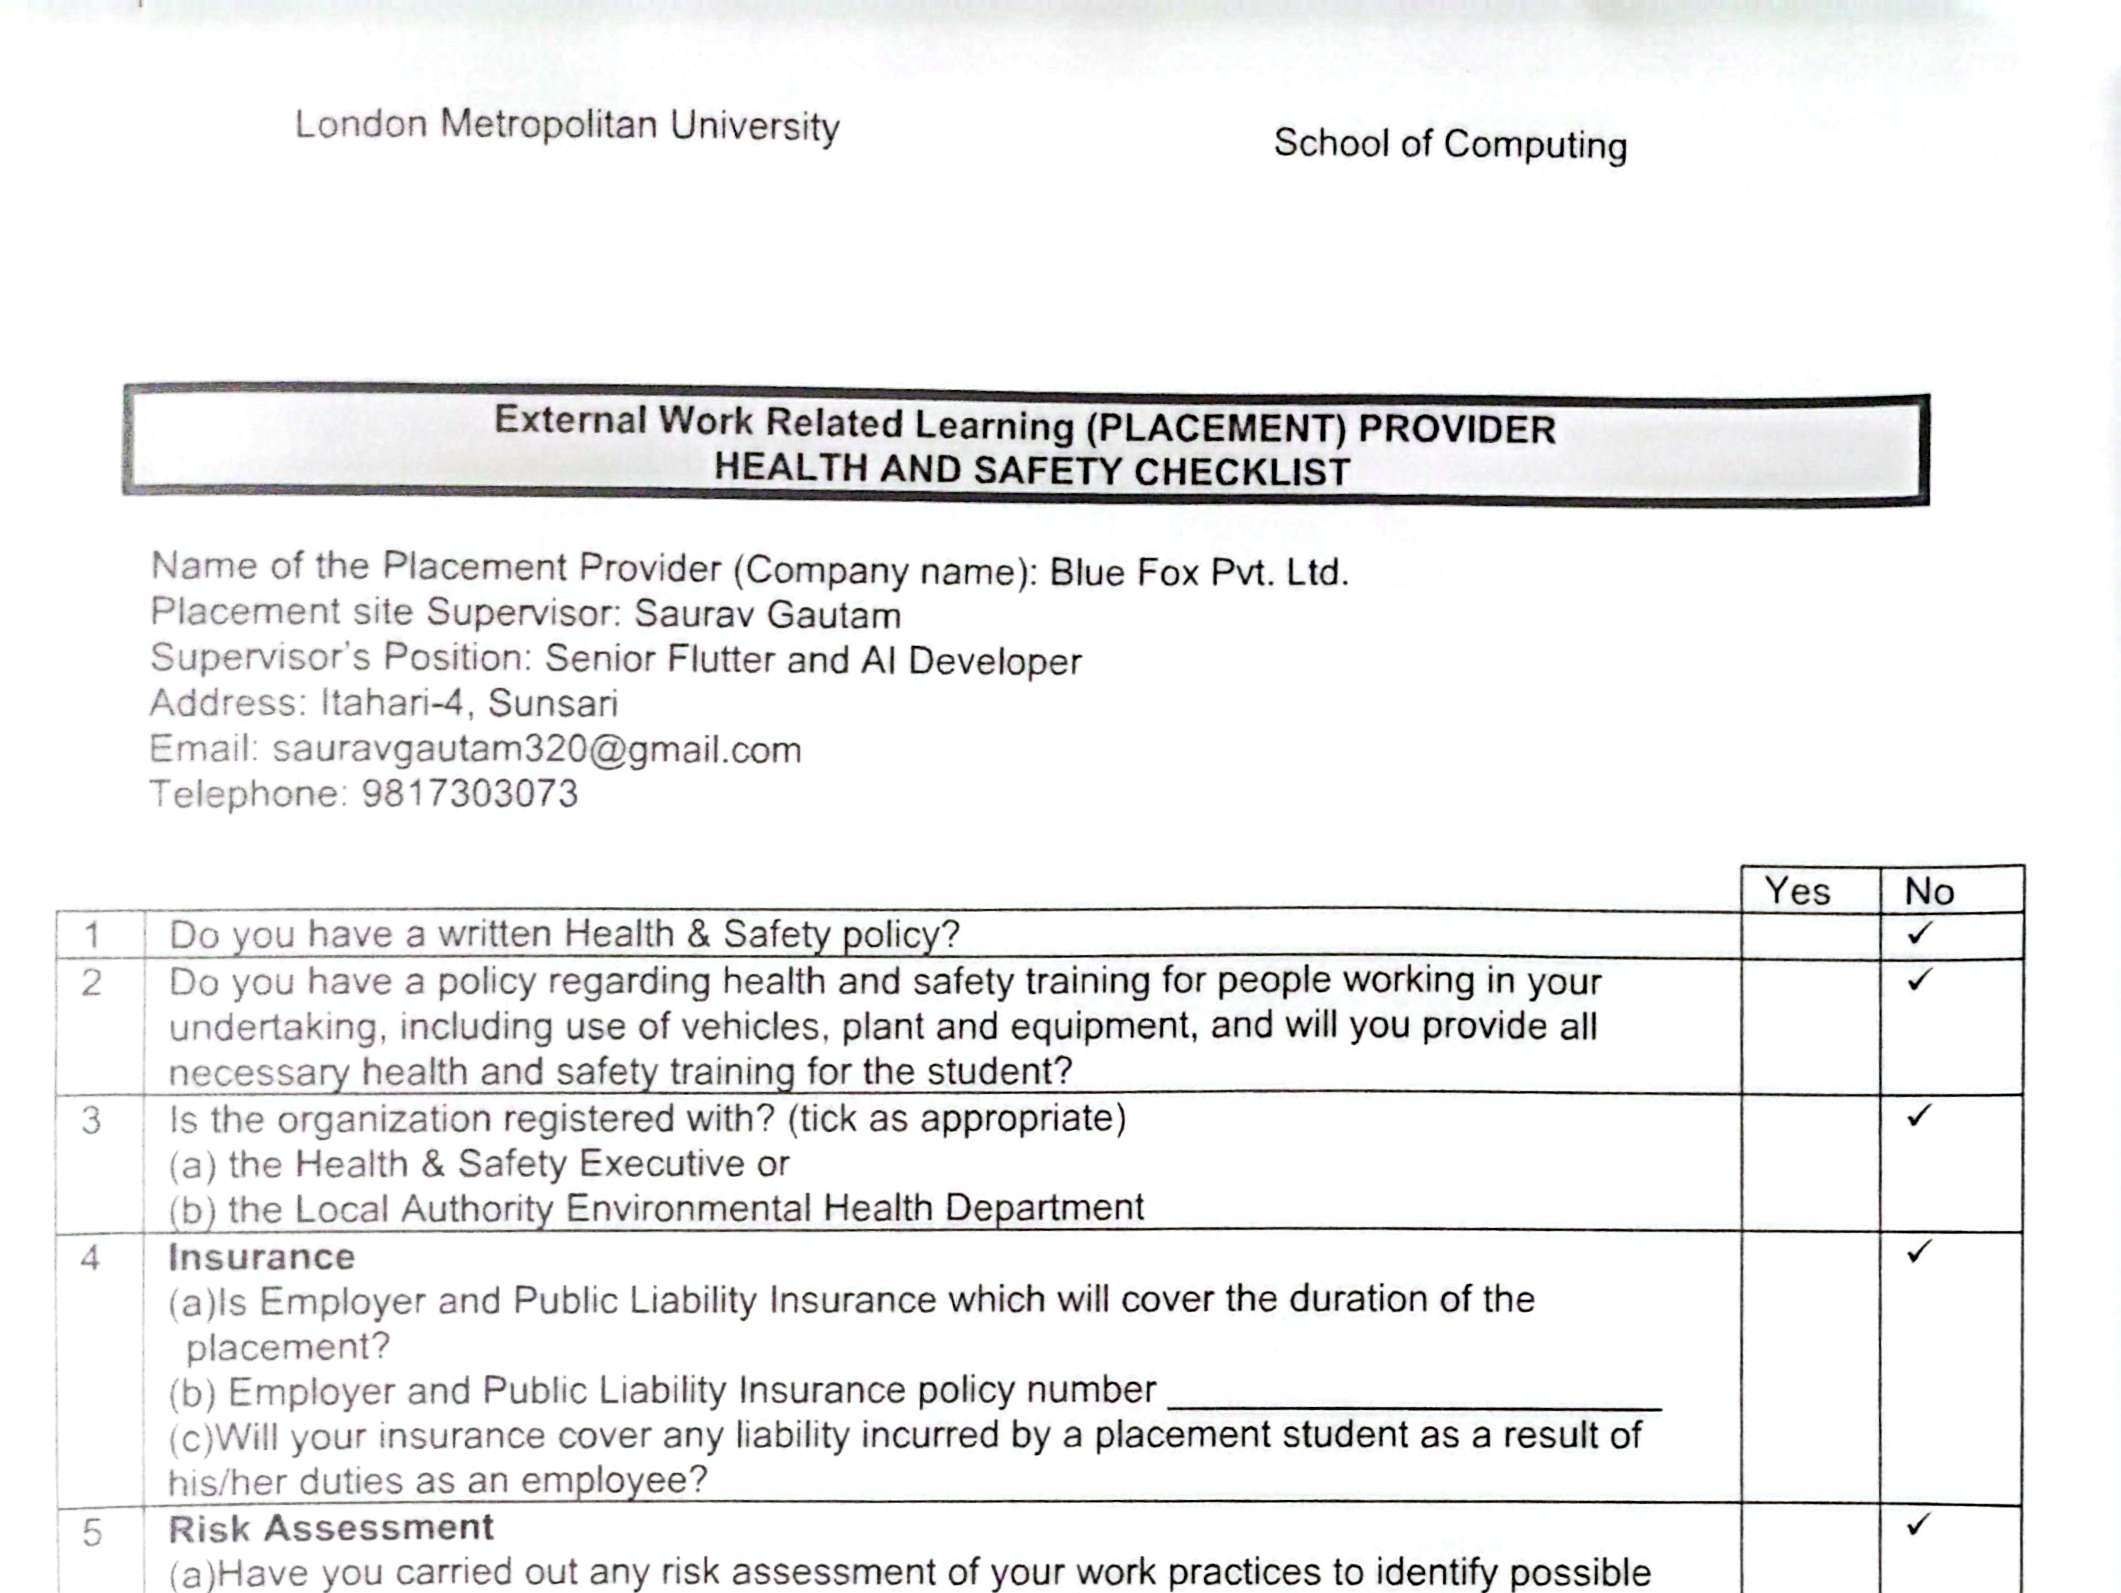 London Metropolitan University
School of Computing
External Work Related Learning (PLACEMENT) PROVIDER
HEALTH AND SAFETY CHECKLIST
Name of the Placement Provider (Company name): Blue Fox Pvt. Ltd.
Placement site Supervisor: Saurav Gautam
Supervisor's Position: Senior Flutter and AI Developer
Address: Itahari-4, Sunsari
Email: sauravgautam320@gmail.com
Telephone: 9817303073
Yes No
1 Do you have a written Health & Safety policy? ✓
2 Do you have a policy regarding health and safety training for people working in your ✓
undertaking, including use of vehicles, plant and equipment, and will you provide all
necessary health and safety training for the student?
3 Is the organization registered with? (tick as appropriate) ✓
(a) the Health & Safety Executive or
(b) the Local Authority Environmental Health Department
4 Insurance ✓
(a)Is Employer and Public Liability Insurance which will cover the duration of the
placement?
(b) Employer and Public Liability Insurance policy number ____________________
(c)Will your insurance cover any liability incurred by a placement student as a result of
his/her duties as an employee?
5 Risk Assessment ✓
(a)Have you carried out any risk assessment of your work practices to identify possible